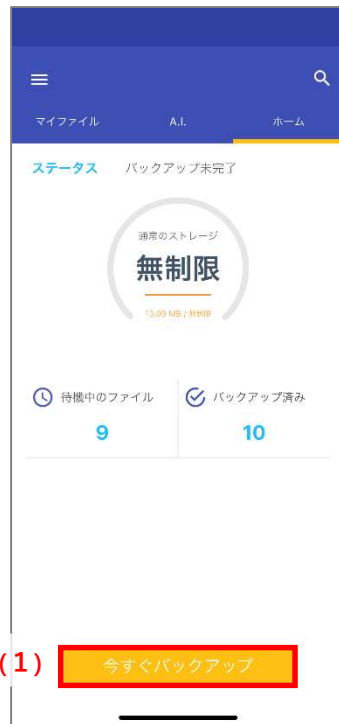 マイファイル A.I. ホーム
ステータス バックアップ未完了
通常のストレージ
無制限
13.09 MB / 無制限
待機中のファイル バックアップ済み
9 10
(1) 今すぐバックアップ